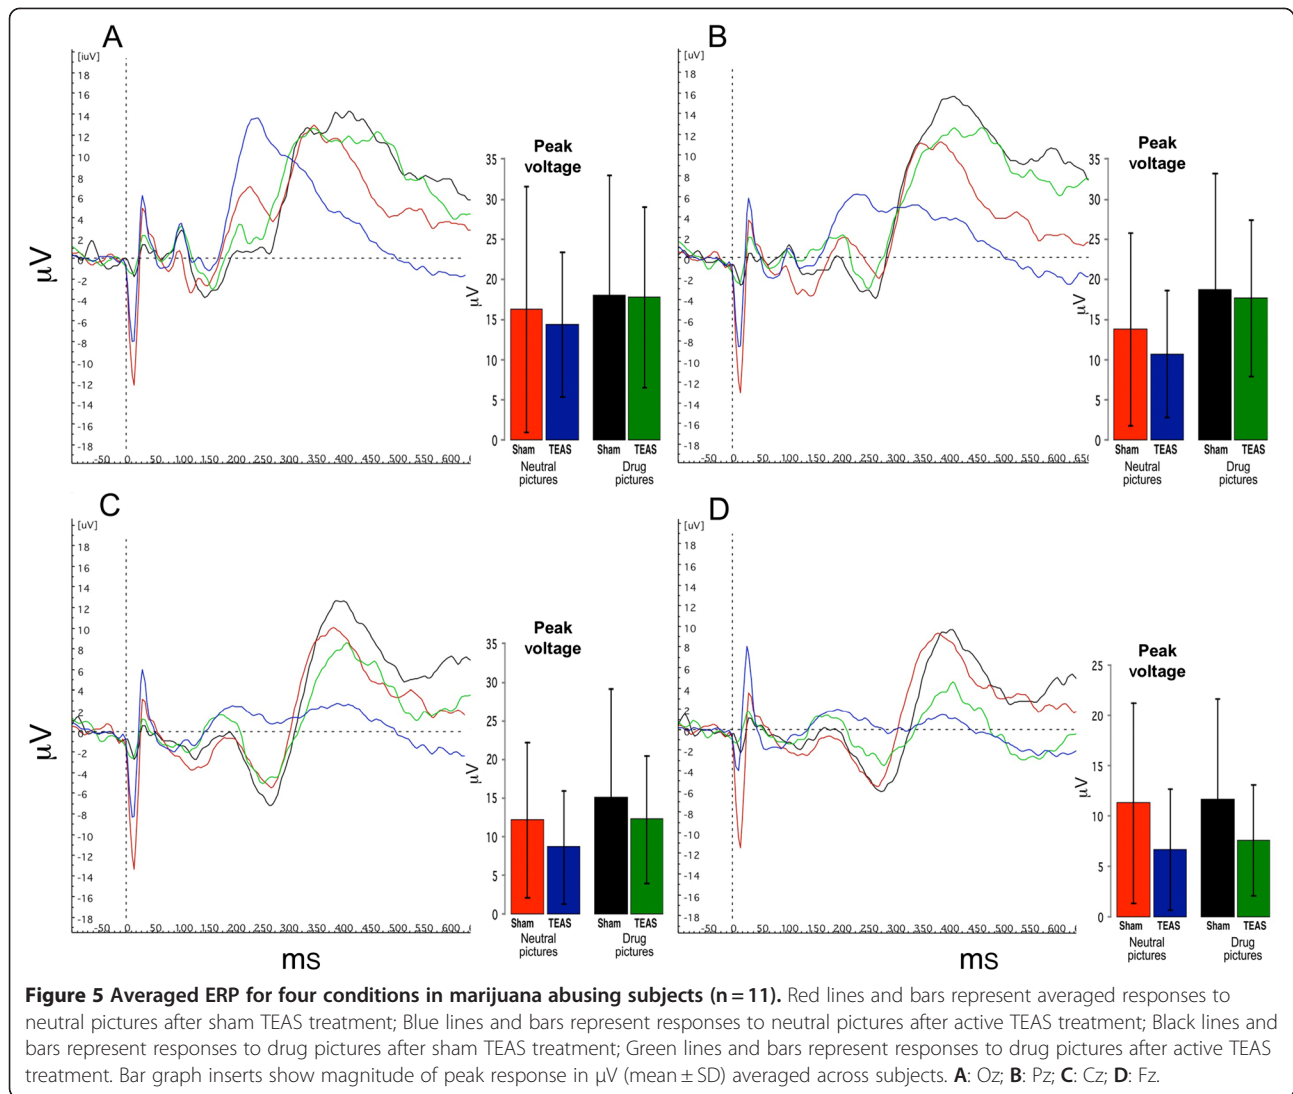 A
[iuV]
18
16
14
12
10
8
6
4
2
0
-2
-4
-6
-8
-10
-12
-14
-16
-18
μV
-50 0 50 100 150 200 250 300 350 400 450 500 550 600
Peak
voltage
35
30
25
20
15
10
5
0
μV
Sham TEAS Sham TEAS
Neutral Drug
pictures pictures
B
[uV]
18
16
14
12
10
8
6
4
2
0
-2
-4
-6
-8
-10
-12
-14
-16
-18
-50 0 50 100 150 200 250 300 350 400 450 500 550 600 650
Peak
voltage
35
30
25
20
15
10
5
0
μV
Sham TEAS Sham TEAS
Neutral Drug
pictures pictures
C
[uV]
18
16
14
12
10
8
6
4
2
0
-2
-4
-6
-8
-10
-12
-14
-16
-18
μV
-50 0 50 100 150 200 250 300 350 400 450 500 550 600
ms
Peak
voltage
35
30
25
20
15
10
5
0
μV
Sham TEAS Sham TEAS
Neutral Drug
pictures pictures
D
[uV]
18
16
14
12
10
8
6
4
2
0
-2
-4
-6
-8
-10
-12
-14
-16
-18
-50 0 50 100 150 200 250 300 350 400 450 500 550 600
ms
Peak
voltage
25
20
15
10
5
0
μV
Sham TEAS Sham TEAS
Neutral Drug
pictures pictures
Figure 5 Averaged ERP for four conditions in marijuana abusing subjects (n = 11). Red lines and bars represent averaged responses to
neutral pictures after sham TEAS treatment; Blue lines and bars represent responses to neutral pictures after active TEAS treatment; Black lines and
bars represent responses to drug pictures after sham TEAS treatment; Green lines and bars represent responses to drug pictures after active TEAS
treatment. Bar graph inserts show magnitude of peak response in μV (mean ± SD) averaged across subjects. A: Oz; B: Pz; C: Cz; D: Fz.